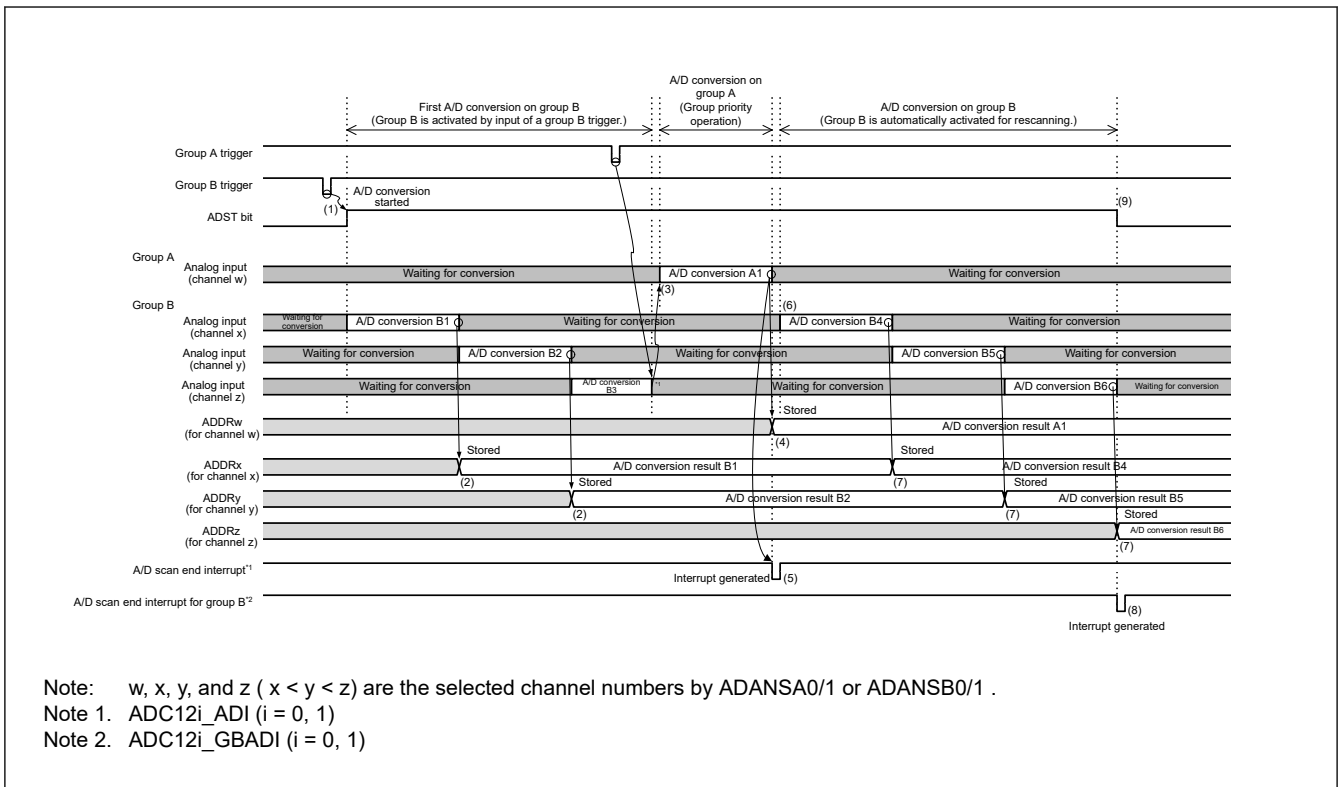 A/D conversion on
group A
(Group priority
operation)
First A/D conversion on group B
(Group B is activated by input of a group B trigger.)
A/D conversion on group B
(Group B is automatically activated for rescanning.)
Group A trigger
Group B trigger
A/D conversion
started
(1)
(9)
ADST bit
Group A
Analog input
(channel w)
Waiting for conversion
A/D conversion A1
Waiting for conversion
(3)
Group B
(6)
Analog input
(channel x)
Waiting for
conversion
A/D conversion B1
Waiting for conversion
A/D conversion B4
Waiting for conversion
Analog input
(channel y)
Waiting for conversion
A/D conversion B2
Waiting for conversion
A/D conversion B5
Waiting for conversion
Analog input
(channel z)
Waiting for conversion
A/D conversion
B3
*1
Waiting for conversion
A/D conversion B6
Waiting for conversion
Stored
ADDRw
(for channel w)
A/D conversion result A1
(4)
Stored
Stored
ADDRx
(for channel x)
A/D conversion result B1
A/D conversion result B4
(2)
Stored
(7)
Stored
ADDRy
(for channel y)
A/D conversion result B2
A/D conversion result B5
(2)
(7)
Stored
ADDRz
(for channel z)
A/D conversion result B6
(7)
A/D scan end interrupt*1
Interrupt generated
(5)
A/D scan end interrupt for group B*2
(8)
Interrupt generated
Note: w, x, y, and z ( x < y < z) are the selected channel numbers by ADANSA0/1 or ADANSB0/1 .
Note 1. ADC12i_ADI (i = 0, 1)
Note 2. ADC12i_GBADI (i = 0, 1)